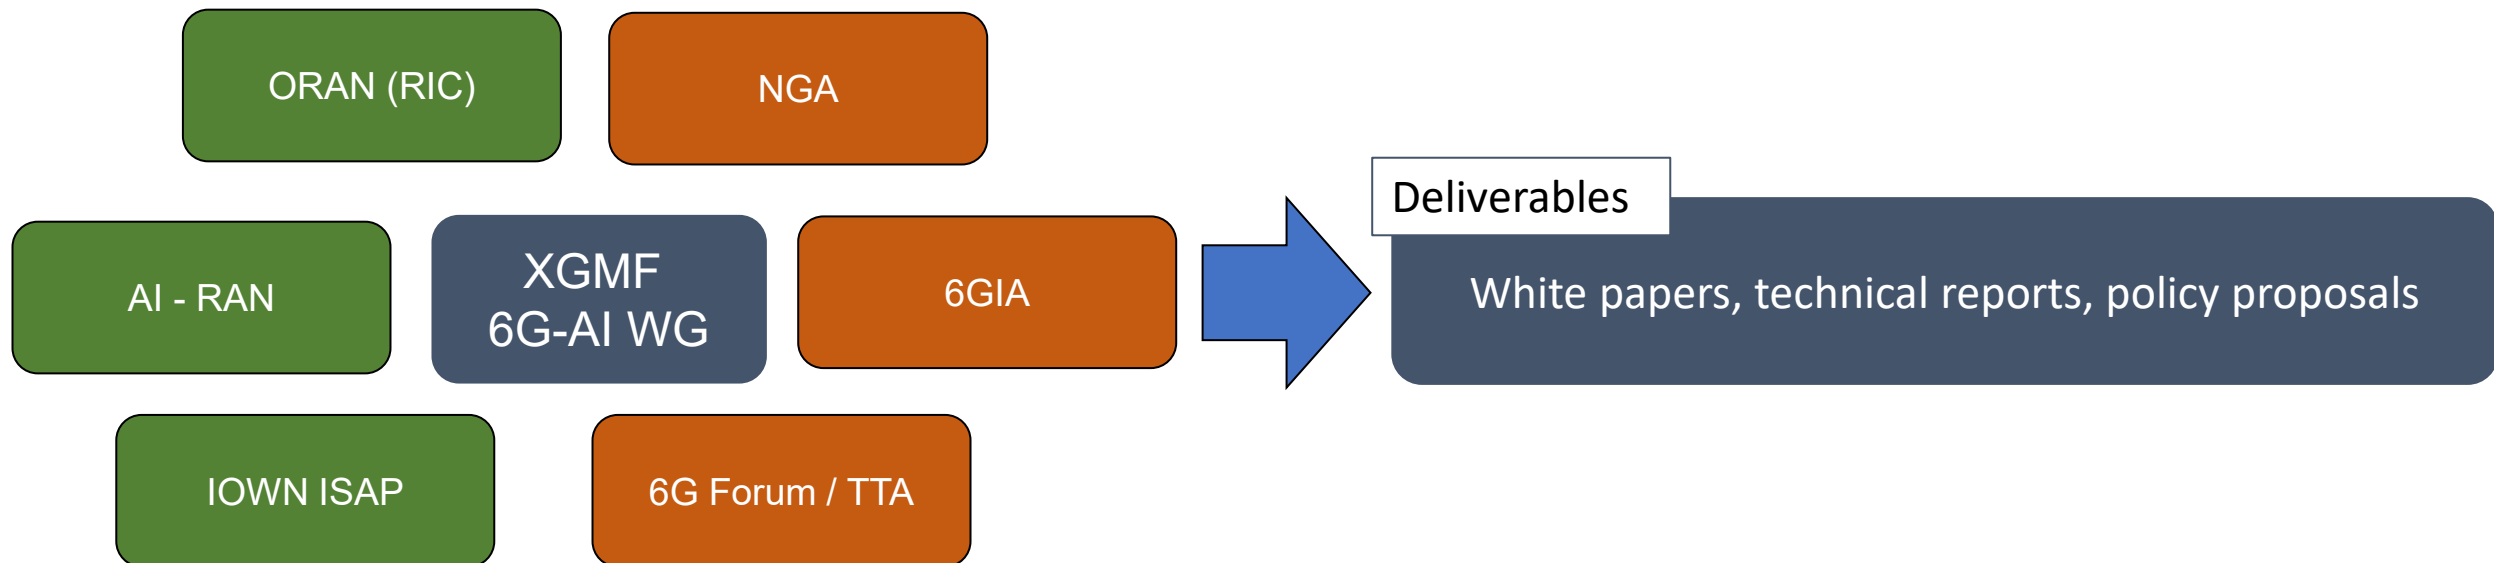 ORAN (RIC)
NGA
AI - RAN
XGMF
6G-AI WG
6GIA
IOWN ISAP
6G Forum / TTA
Deliverables
White papers, technical reports, policy proposals